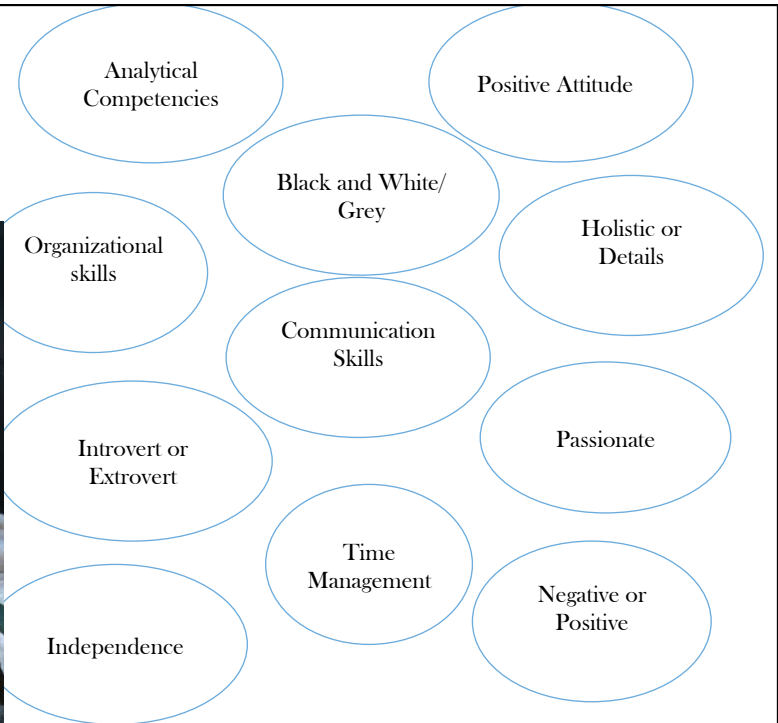 Analytical
Competencies
Positive Attitude
Black and White/
Grey
Organizational
skills
Holistic or
Details
Communication
Skills
Introvert or
Extrovert
Passionate
Time
Management
Negative or
Positive
Independence